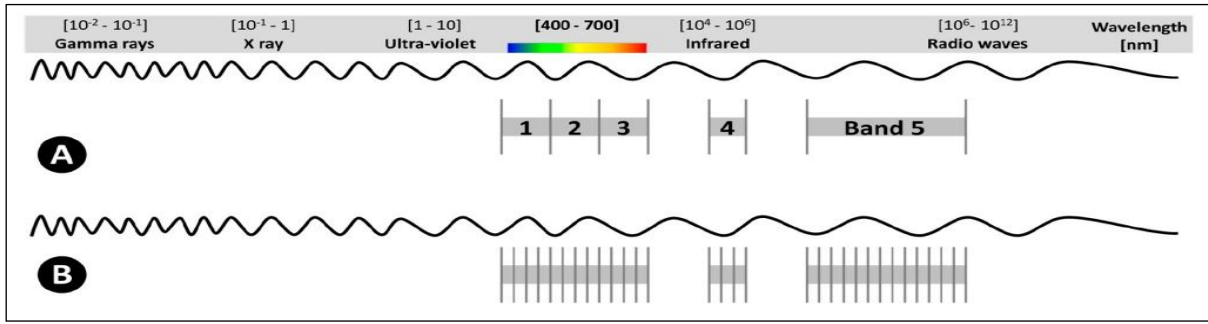 [10⁻² - 10⁻¹] [10⁻¹ - 1] [1 - 10] [400 - 700] [10⁴ - 10⁶] [10⁶- 10¹²] Wavelength
Gamma rays X ray Ultra-violet Infrared Radio waves [nm]
1 2 3 4 Band 5
A
B